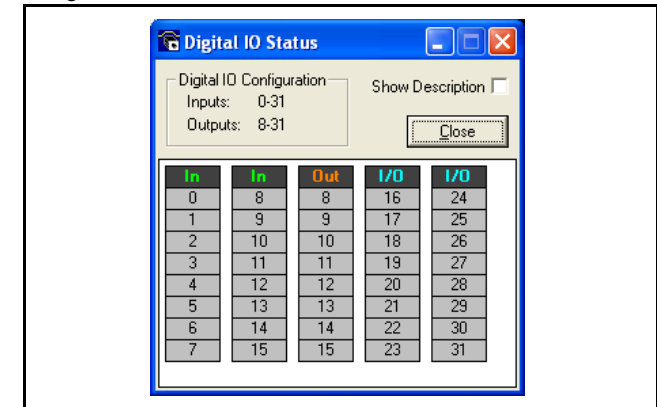 Digital IO Status
Digital IO Configuration
Inputs: 0-31
Outputs: 8-31
Show Description
Close
In In Out I/O I/O
0 8 8 16 24
1 9 9 17 25
2 10 10 18 26
3 11 11 19 27
4 12 12 20 28
5 13 13 21 29
6 14 14 22 30
7 15 15 23 31